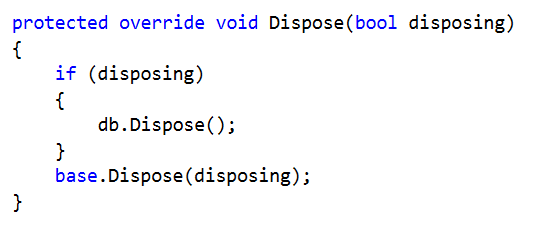 protected override void Dispose(bool disposing)
{
    if (disposing)
    {
        db.Dispose();
    }
    base.Dispose(disposing);
}